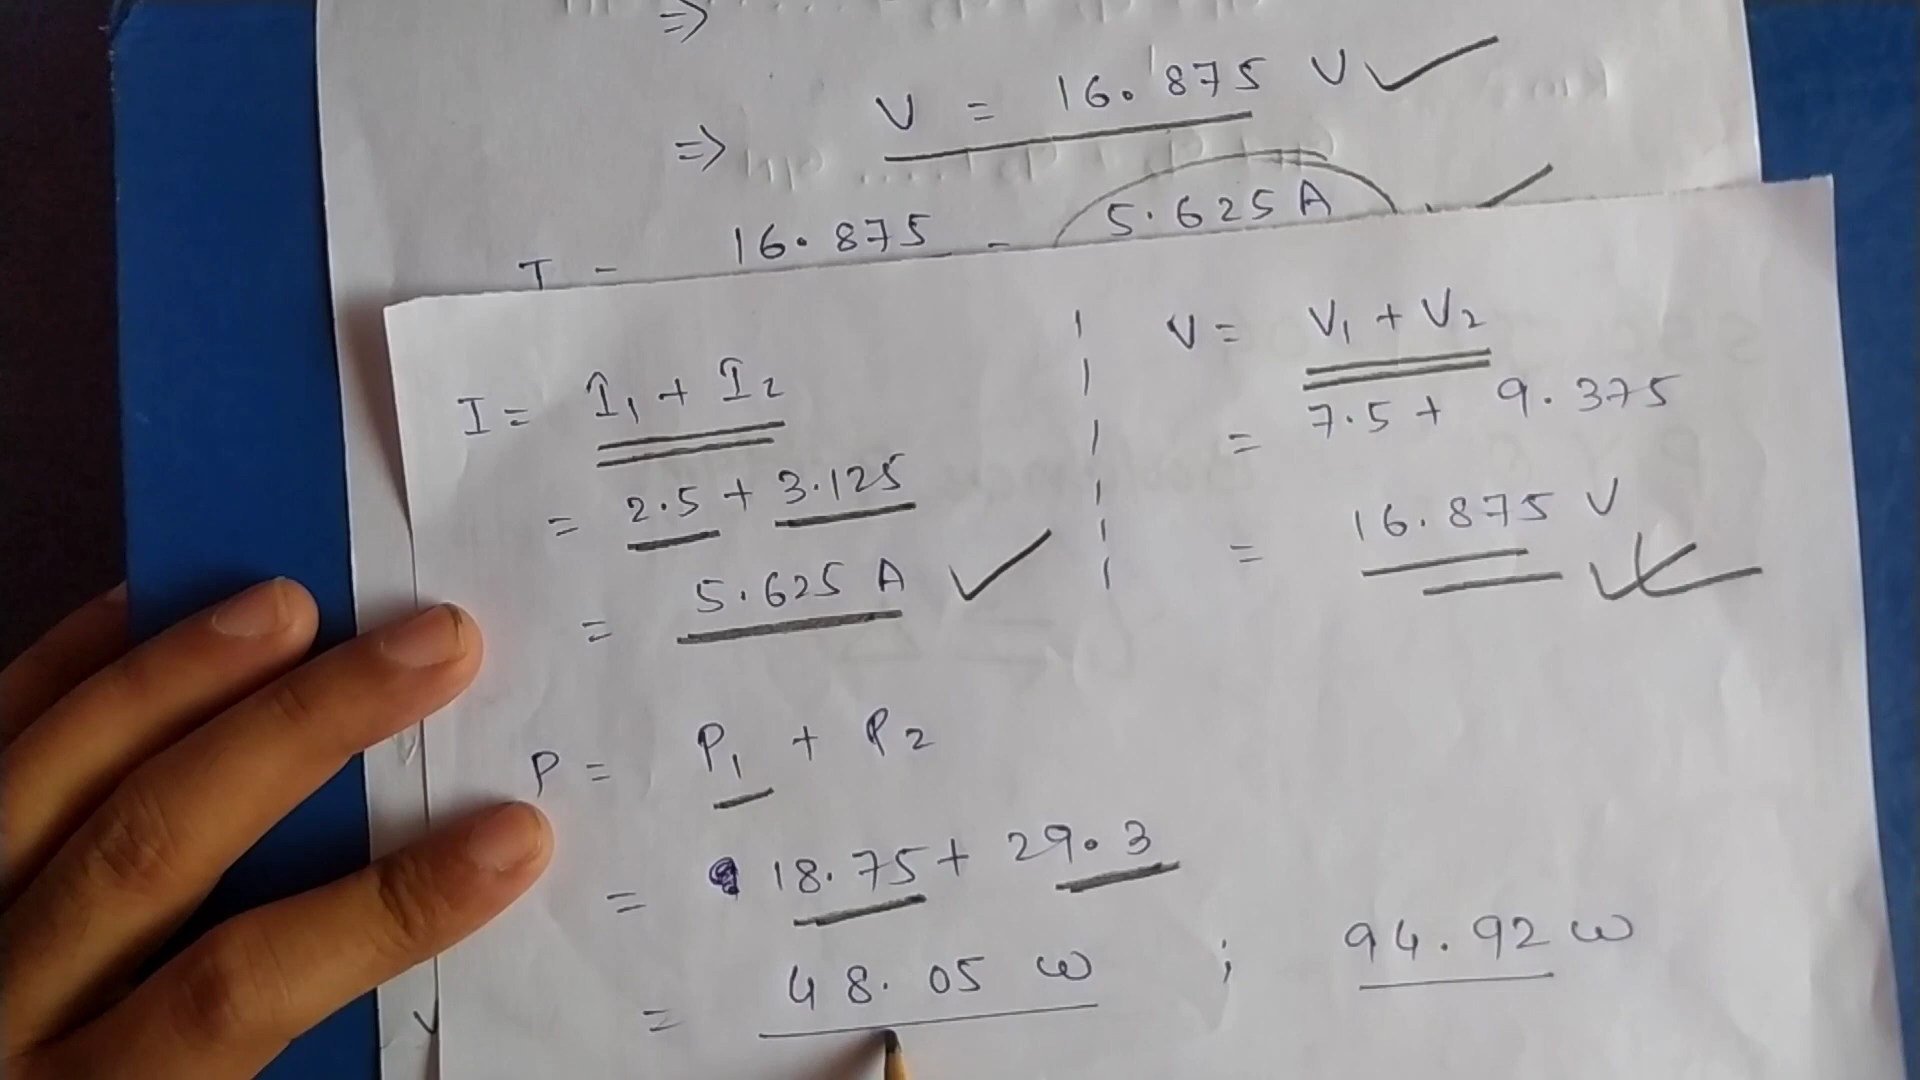 =>
=> V = 16.875 V ✓
I = 16.875 = 5.625 A ✓
I = I₁ + I₂
= 2.5 + 3.125
= 5.625 A ✓
V = V₁ + V₂
= 7.5 + 9.375
= 16.875 V ✓
P = P₁ + P₂
= 18.75 + 29.3
= 48.05 W ; 94.92 W